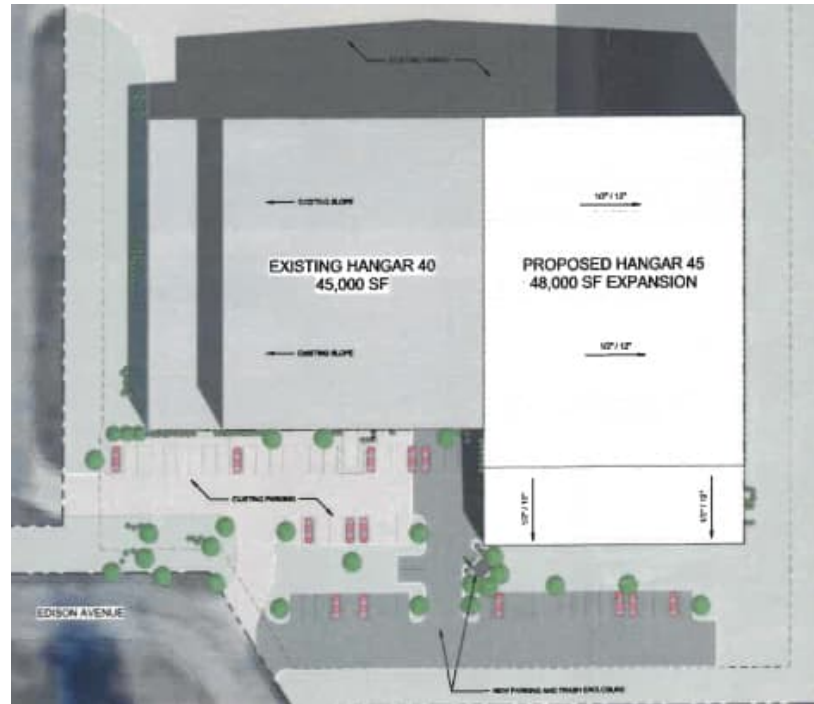 EXISTING SLOPE
1/2" / 12"
EXISTING HANGAR 40
45,000 SF
PROPOSED HANGAR 45
48,000 SF EXPANSION
EXISTING SLOPE
1/2" / 12"
EXISTING PARKING
1/2" / 12"
1/2" / 12"
EDISON AVENUE
NEW PARKING AND TRASH ENCLOSURE